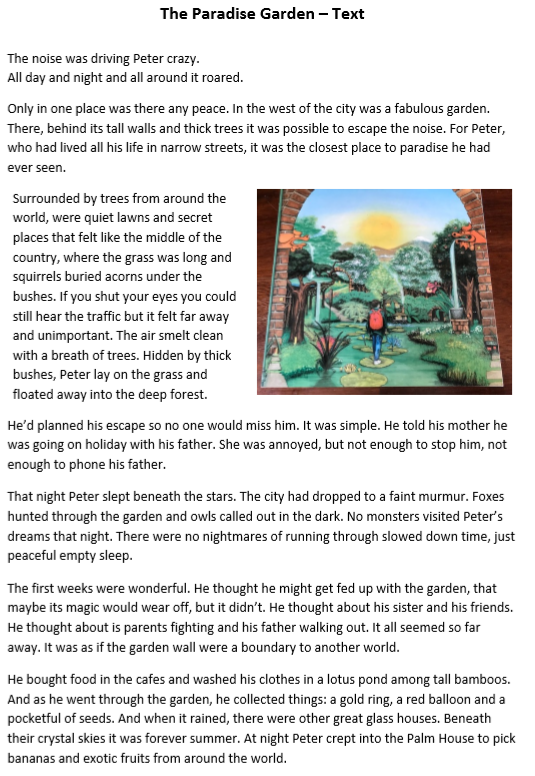 The Paradise Garden – Text
The noise was driving Peter crazy.
All day and night and all around it roared.
Only in one place was there any peace. In the west of the city was a fabulous garden.
There, behind its tall walls and thick trees it was possible to escape the noise. For Peter,
who had lived all his life in narrow streets, it was the closest place to paradise he had
ever seen.
Surrounded by trees from around the
world, were quiet lawns and secret
places that felt like the middle of the
country, where the grass was long and
squirrels buried acorns under the
bushes. If you shut your eyes you could
still hear the traffic but it felt far away
and unimportant. The air smelt clean
with a breath of trees. Hidden by thick
bushes, Peter lay on the grass and
floated away into the deep forest.
He'd planned his escape so no one would miss him. It was simple. He told his mother he
was going on holiday with his father. She was annoyed, but not enough to stop him, not
enough to phone his father.
That night Peter slept beneath the stars. The city had dropped to a faint murmur. Foxes
hunted through the garden and owls called out in the dark. No monsters visited Peter's
dreams that night. There were no nightmares of running through slowed down time, just
peaceful empty sleep.
The first weeks were wonderful. He thought he might get fed up with the garden, that
maybe its magic would wear off, but it didn't. He thought about his sister and his friends.
He thought about is parents fighting and his father walking out. It all seemed so far
away. It was as if the garden wall were a boundary to another world.
He bought food in the cafes and washed his clothes in a lotus pond among tall bamboos.
And as he went through the garden, he collected things: a gold ring, a red balloon and a
pocketful of seeds. And when it rained, there were other great glass houses. Beneath
their crystal skies it was forever summer. At night Peter crept into the Palm House to pick
bananas and exotic fruits from around the world.